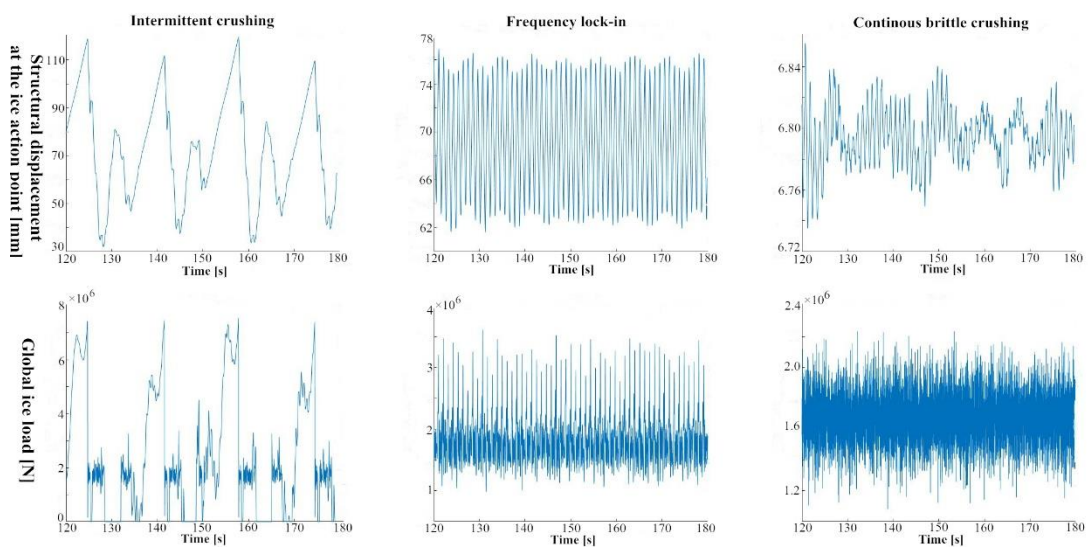 Intermittent crushing
Frequency lock-in
Continous brittle crushing
Structural displacement
at the ice action point [mm]
110
90
70
50
30
120 130 140 150 160 170 180
Time [s]
78
74
70
66
62
120 130 140 150 160 170 180
Time [s]
6.84
6.80
6.76
6.72
120 130 140 150 160 170 180
Time [s]
Global ice load [N]
×10⁶
8
6
4
2
0
120 130 140 150 160 170 180
Time [s]
×10⁶
4
3
2
1
120 130 140 150 160 170 180
Time [s]
×10⁶
2.4
2.0
1.6
1.2
120 130 140 150 160 170 180
Time [s]